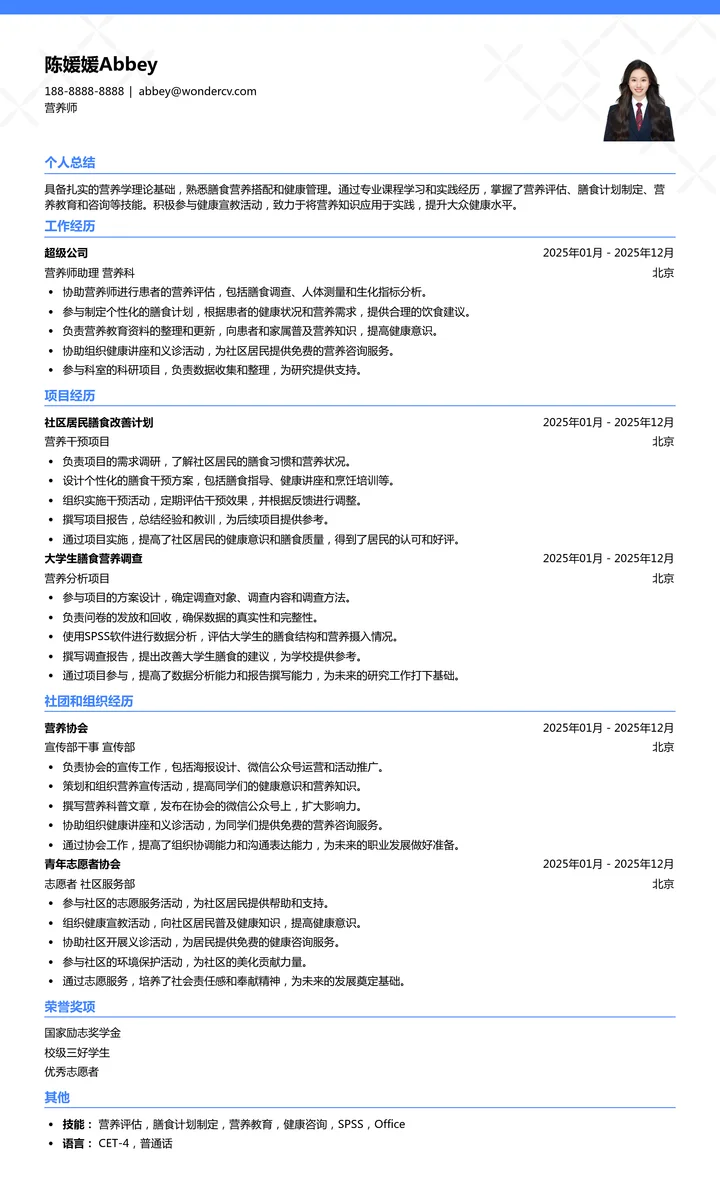 陈媛媛Abbey
188-8888-8888 | abbey@wondercv.com
营养师
个人总结
具备扎实的营养学理论基础，熟悉膳食营养搭配和健康管理。通过专业课程学习和实践经历，掌握了营养评估、膳食计划制定、营
养教育和咨询等技能。积极参与健康宣教活动，致力于将营养知识应用于实践，提升大众健康水平。
工作经历
超级公司 2025年01月 - 2025年12月
营养师助理 营养科 北京
• 协助营养师进行患者的营养评估，包括膳食调查、人体测量和生化指标分析。
• 参与制定个性化的膳食计划，根据患者的健康状况和营养需求，提供合理的饮食建议。
• 负责营养教育资料的整理和更新，向患者和家属普及营养知识，提高健康意识。
• 协助组织健康讲座和义诊活动，为社区居民提供免费的营养咨询服务。
• 参与科室的科研项目，负责数据收集和整理，为研究提供支持。
项目经历
社区居民膳食改善计划 2025年01月 - 2025年12月
营养干预项目 北京
• 负责项目的需求调研，了解社区居民的膳食习惯和营养状况。
• 设计个性化的膳食干预方案，包括膳食指导、健康讲座和烹饪培训等。
• 组织实施干预活动，定期评估干预效果，并根据反馈进行调整。
• 撰写项目报告，总结经验和教训，为后续项目提供参考。
• 通过项目实施，提高了社区居民的健康意识和膳食质量，得到了居民的认可和好评。
大学生膳食营养调查 2025年01月 - 2025年12月
营养分析项目 北京
• 参与项目的方案设计，确定调查对象、调查内容和调查方法。
• 负责问卷的发放和回收，确保数据的真实性和完整性。
• 使用SPSS软件进行数据分析，评估大学生的膳食结构和营养摄入情况。
• 撰写调查报告，提出改善大学生膳食的建议，为学校提供参考。
• 通过项目参与，提高了数据分析能力和报告撰写能力，为未来的研究工作打下基础。
社团和组织经历
营养协会 2025年01月 - 2025年12月
宣传部干事 宣传部 北京
• 负责协会的宣传工作，包括海报设计、微信公众号运营和活动推广。
• 策划和组织营养宣传活动，提高同学们的健康意识和营养知识。
• 撰写营养科普文章，发布在协会的微信公众号上，扩大影响力。
• 协助组织健康讲座和义诊活动，为同学们提供免费的营养咨询服务。
• 通过协会工作，提高了组织协调能力和沟通表达能力，为未来的职业发展做好准备。
青年志愿者协会 2025年01月 - 2025年12月
志愿者 社区服务部 北京
• 参与社区的志愿服务活动，为社区居民提供帮助和支持。
• 组织健康宣教活动，向社区居民普及健康知识，提高健康意识。
• 协助社区开展义诊活动，为居民提供免费的健康咨询服务。
• 参与社区的环境保护活动，为社区的美化贡献力量。
• 通过志愿服务，培养了社会责任感和奉献精神，为未来的发展奠定基础。
荣誉奖项
国家励志奖学金
校级三好学生
优秀志愿者
其他
• 技能： 营养评估，膳食计划制定，营养教育，健康咨询，SPSS，Office
• 语言： CET-4，普通话